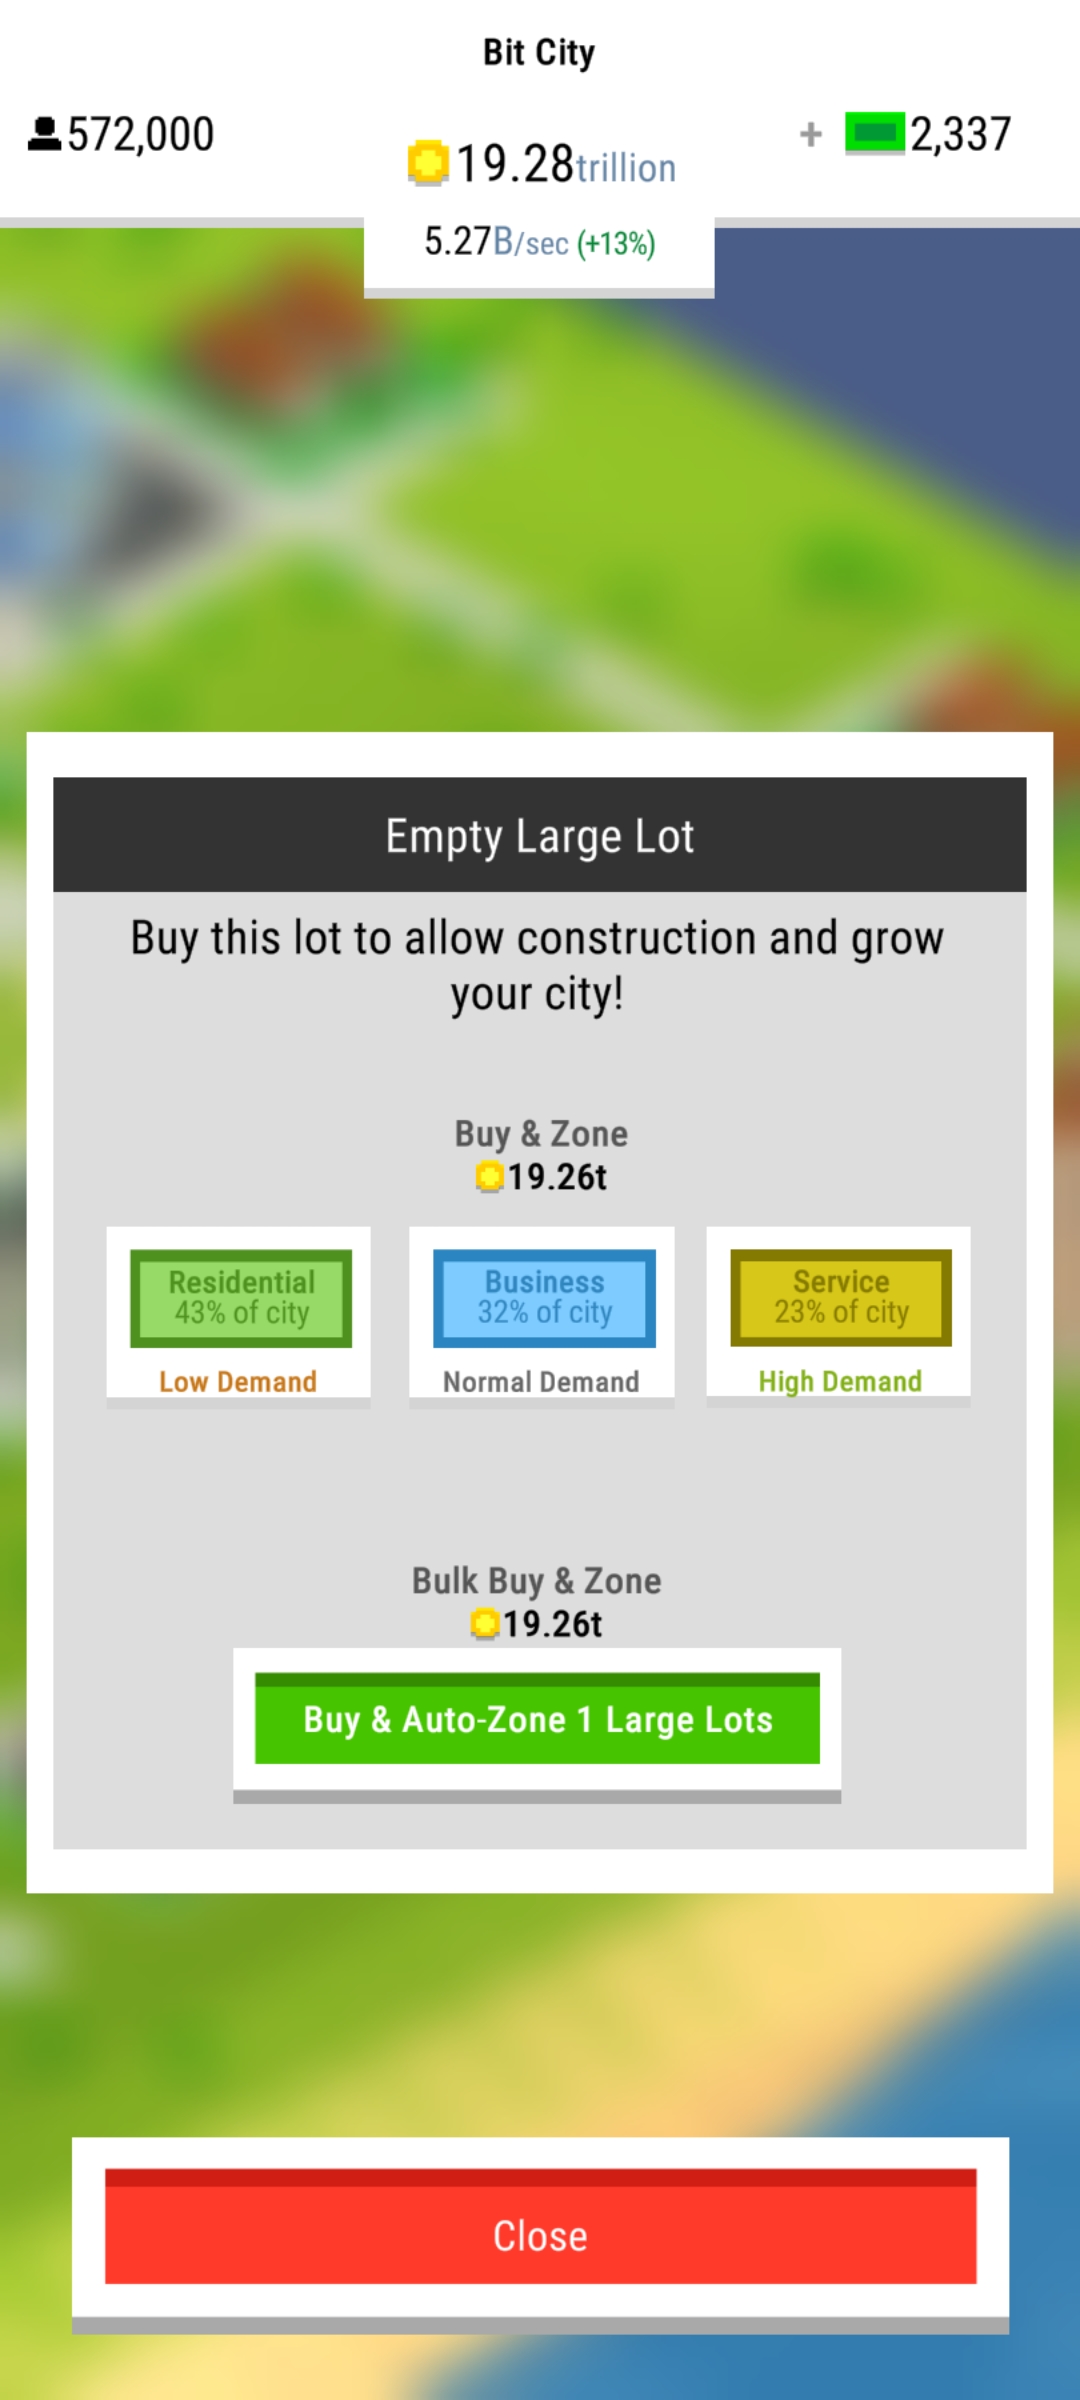 Bit City
572,000
19.28trillion
+ 2,337
5.27B/sec (+13%)
Empty Large Lot
Buy this lot to allow construction and grow
your city!
Buy & Zone
19.26t
Residential
43% of city
Low Demand
Business
32% of city
Normal Demand
Service
23% of city
High Demand
Bulk Buy & Zone
19.26t
Buy & Auto-Zone 1 Large Lots
Close